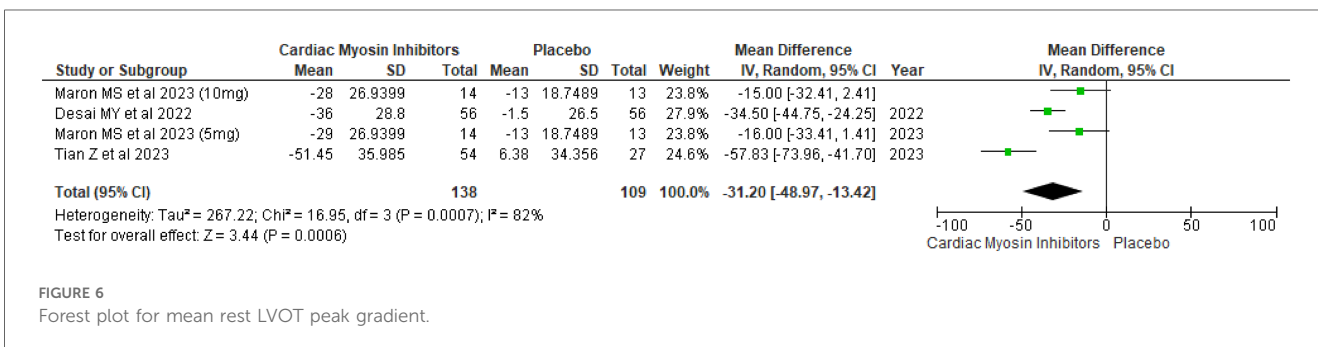 Cardiac Myosin Inhibitors Placebo Mean Difference Mean Difference
Study or Subgroup Mean SD Total Mean SD Total Weight IV, Random, 95% CI Year IV, Random, 95% CI
Maron MS et al 2023 (10mg) -28 26.9399 14 -13 18.7489 13 23.8% -15.00 [-32.41, 2.41]
Desai MY et al 2022 -36 28.8 56 -1.5 26.5 56 27.9% -34.50 [-44.75, -24.25] 2022
Maron MS et al 2023 (5mg) -29 26.9399 14 -13 18.7489 13 23.8% -16.00 [-33.41, 1.41] 2023
Tian Z et al 2023 -51.45 35.985 54 6.38 34.356 27 24.6% -57.83 [-73.96, -41.70] 2023
Total (95% CI) 138 109 100.0% -31.20 [-48.97, -13.42]
Heterogeneity: Tau² = 267.22; Chi² = 16.95, df = 3 (P = 0.0007); I² = 82%
Test for overall effect: Z = 3.44 (P = 0.0006)
-100 -50 0 50 100
Cardiac Myosin Inhibitors Placebo
FIGURE 6
Forest plot for mean rest LVOT peak gradient.